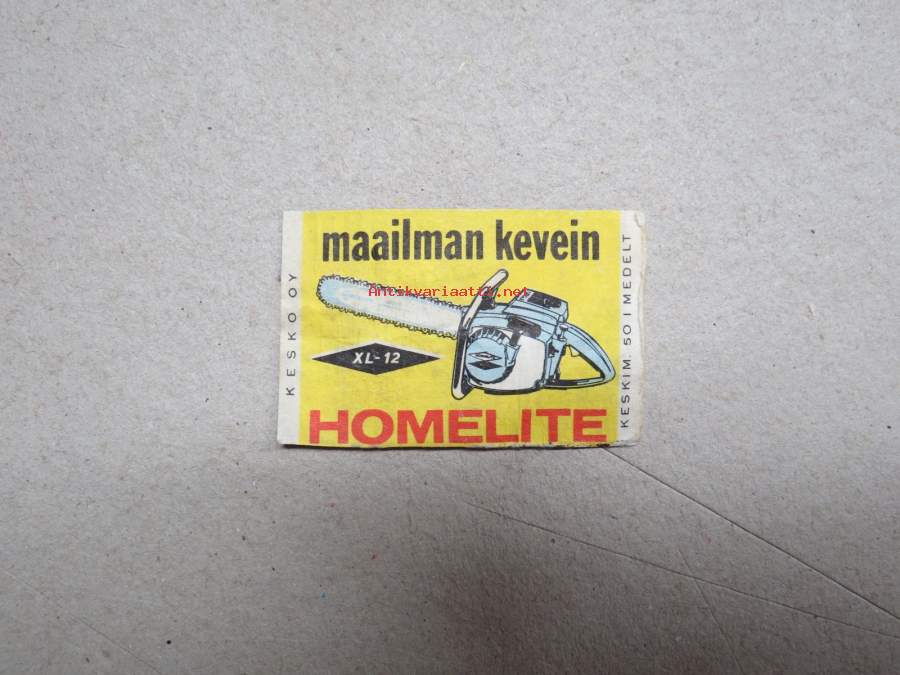 maailman kevein
Antikvariaatti.net
XL-12
HOMELITE
KESKO OY
KESKIM. 50 I MEDELT